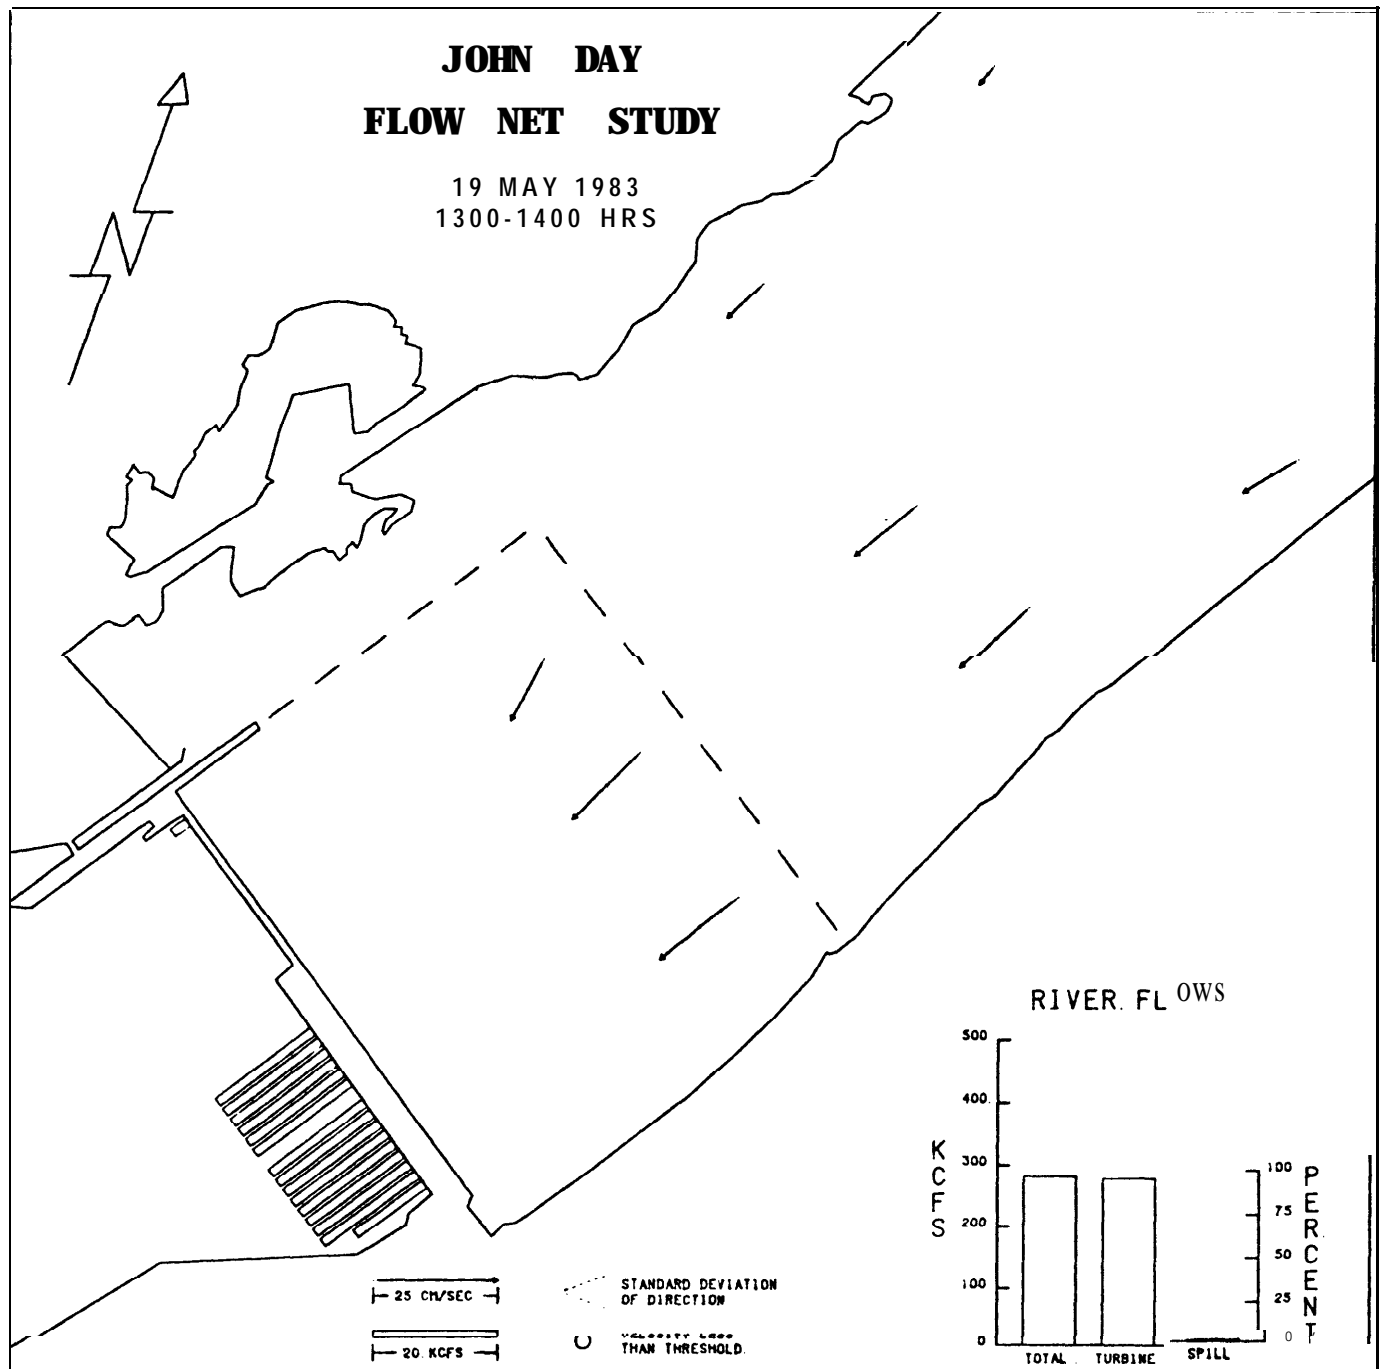 JOHN DAY
FLOW NET STUDY
19 MAY 1983
1300-1400 HRS
N
RIVER. FLOWS
500
400.
300
200
100
0
KCFS
100
75
50
25
0
PERCENT
TOTAL. TURBINE SPILL
25 CM/SEC
STANDARD DEVIATION
OF DIRECTION
20 KCFS
THAN THRESHOLD.